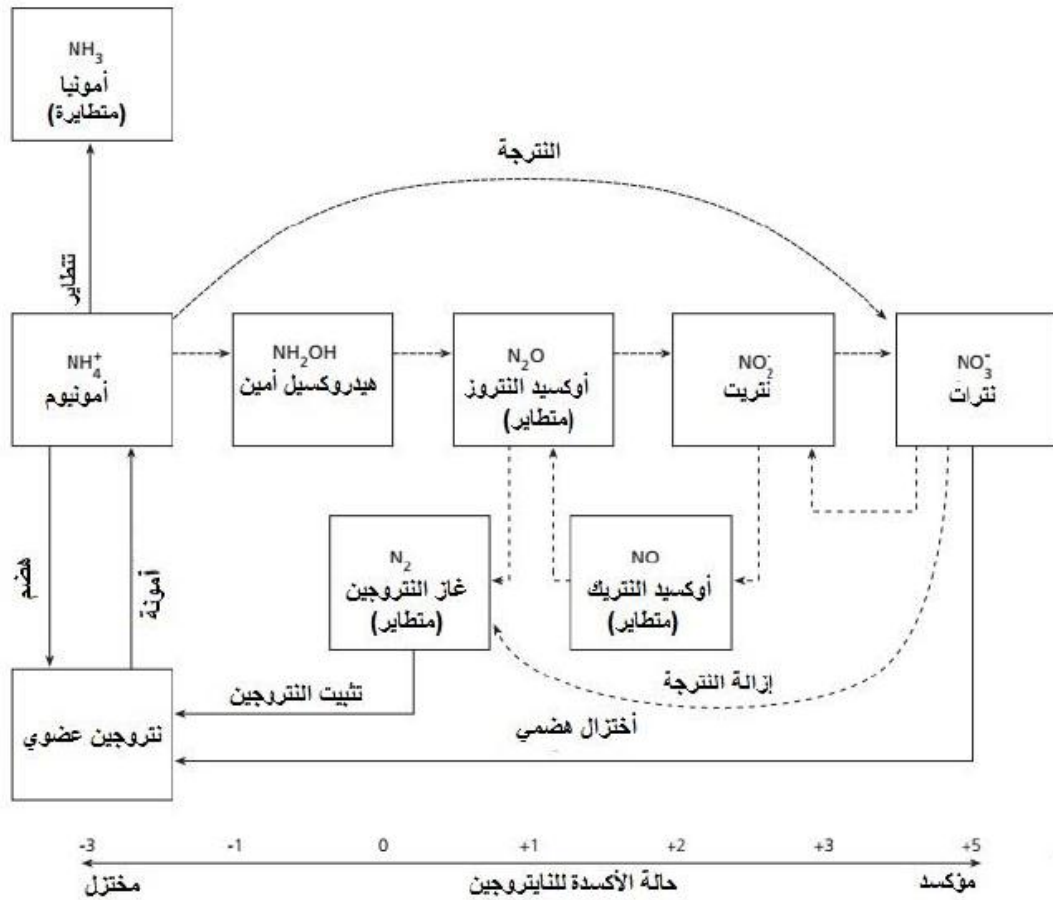 NH₃
أمونيا
(متطايرة)
النترجة
تتطاير
NH₄⁺
أمونيوم
NH₂OH
هيدروكسيل أمين
N₂O
أوكسيد النتروز
(متطاير)
NO₂⁻
نتريت
NO₃⁻
نترات
هضم
أمونة
N₂
غاز النتروجين
(متطاير)
NO
أوكسيد النتريك
(متطاير)
إزالة النترجة
تثبيت النتروجين
أختزال هضمي
نتروجين عضوي
-3 -1 0 +1 +2 +3 +5
مختزل حالة الأكسدة للنايتروجين مؤكسد